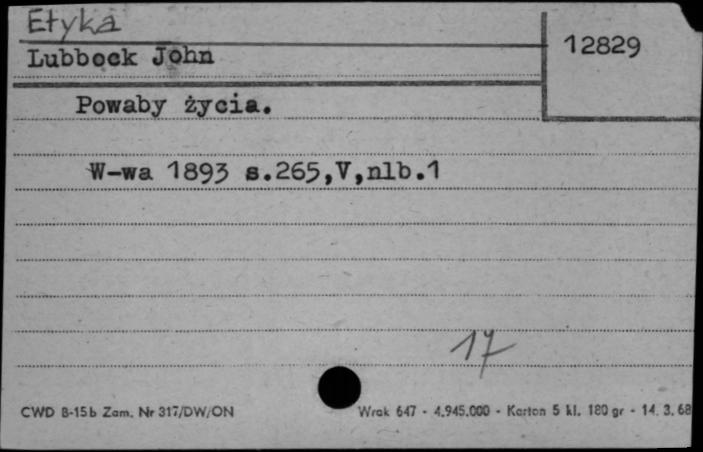 Etyka
12829
Lubbock John
Powaby życia.
W-wa 1893 s.265,V,nlb.1
17
CWD B-15b Zam. Nr 317/DW/ON
Wrak 647 - 4.945.000 - Karton 5 kl. 180 gr - 14. 3. 68